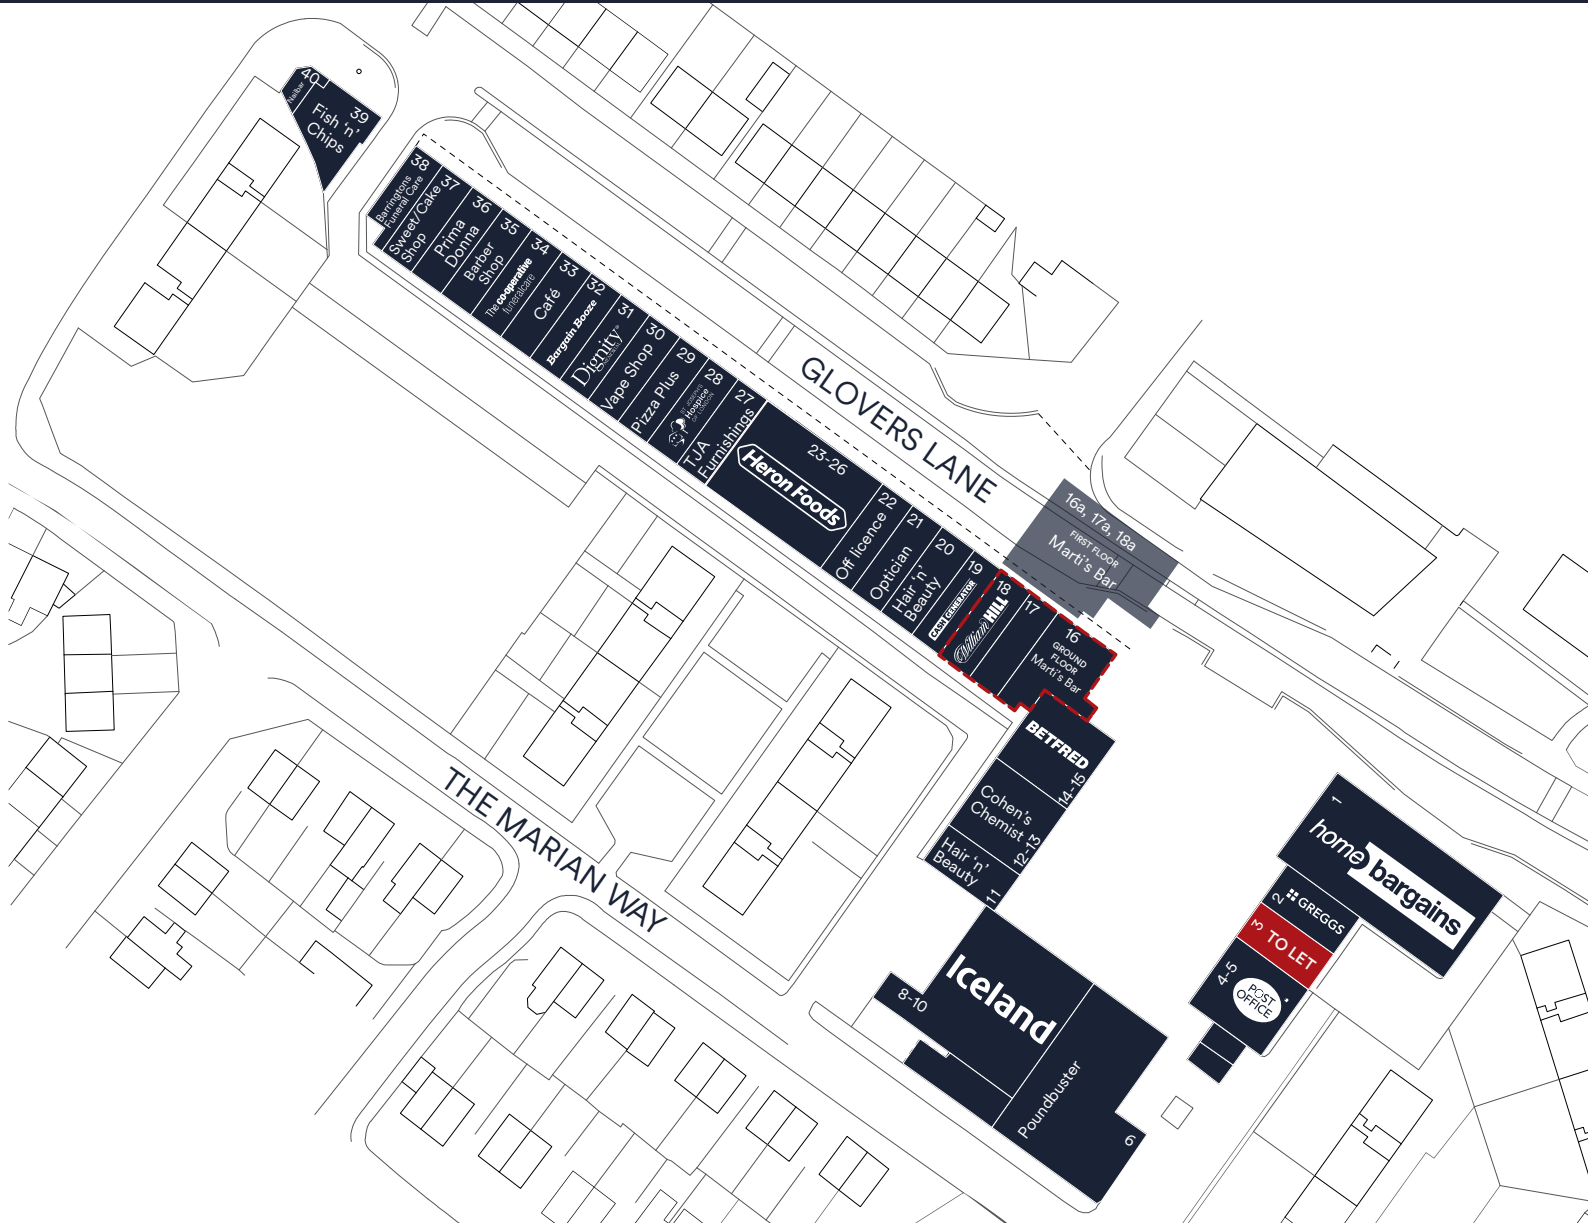 40
Nailbar
39
Fish 'n'
Chips
38
Barringtons
Funeral Care
37
Sweet/Cake
Shop
36
Prima
Donna
35
Barber
Shop
34
The co-operative
funeralcare
33
Café
32
Bargain Booze
31
Dignity
30
Vape Shop
29
Pizza Plus
28
ST JOSEPH'S
Hospice
OF LONDON
27
TJA
Furnishings
23-26
Heron Foods
22
Off licence
21
Optician
20
Hair 'n'
Beauty
19
CASH GENERATOR
18
William HILL
17
16
GROUND
FLOOR
Marti's Bar
16a, 17a, 18a
FIRST FLOOR
Marti's Bar
GLOVERS LANE
THE MARIAN WAY
BETFRED
14-15
Cohen's
Chemist
12-13
Hair 'n'
Beauty
11
Iceland
8-10
Poundbuster
6
1
home bargains
2
GREGGS
3
TO LET
4-5
POST
OFFICE